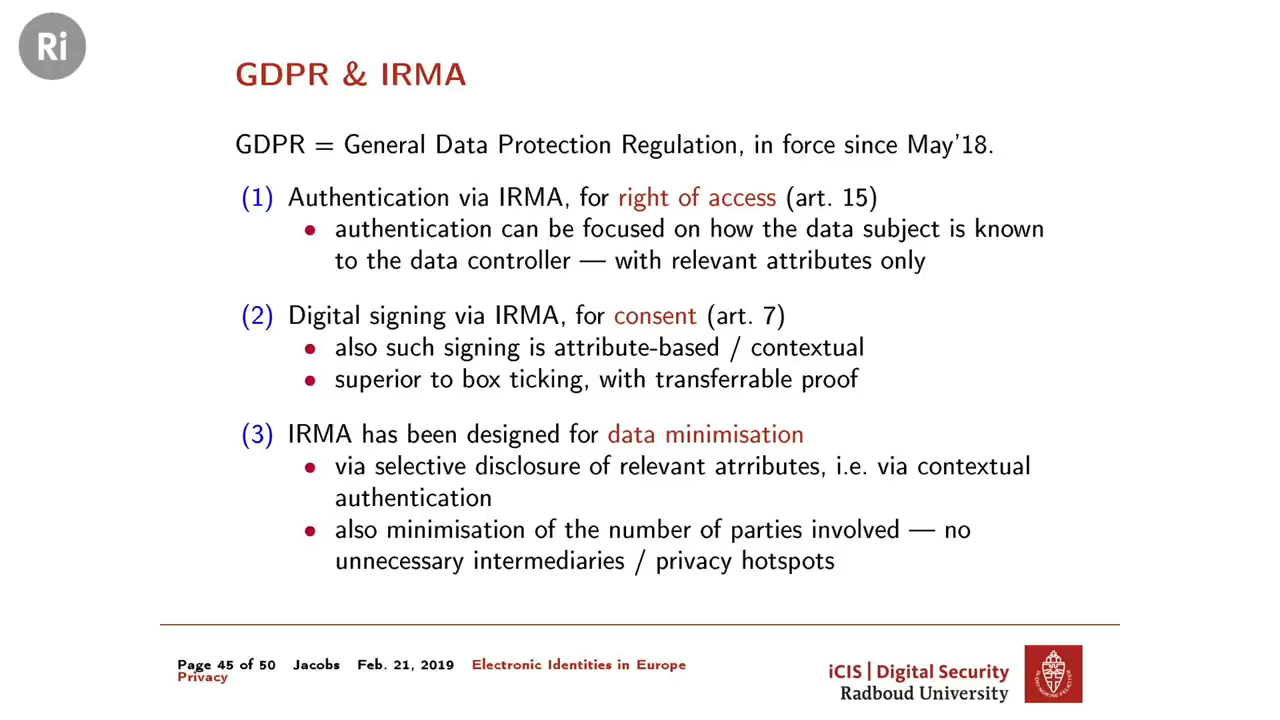 Ri
GDPR & IRMA
GDPR = General Data Protection Regulation, in force since May'18.
(1) Authentication via IRMA, for right of access (art. 15)
• authentication can be focused on how the data subject is known
to the data controller — with relevant attributes only
(2) Digital signing via IRMA, for consent (art. 7)
• also such signing is attribute-based / contextual
• superior to box ticking, with transferrable proof
(3) IRMA has been designed for data minimisation
• via selective disclosure of relevant atrributes, i.e. via contextual
authentication
• also minimisation of the number of parties involved — no
unnecessary intermediaries / privacy hotspots
Page 45 of 50 Jacobs Feb. 21, 2019 Electronic Identities in Europe
Privacy
iCIS | Digital Security
Radboud University